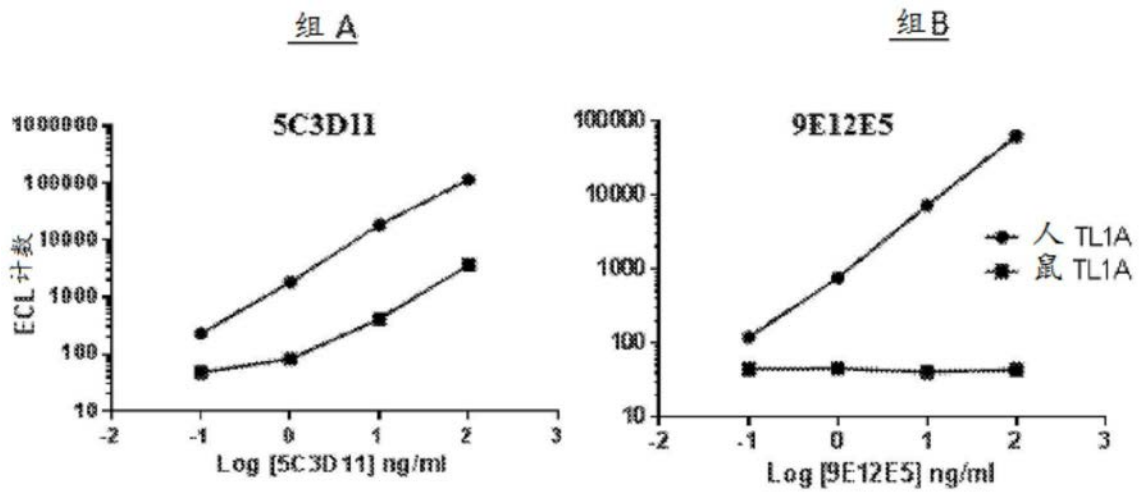 组 A
组 B
5C3D11
1000000
100000
10000
1000
100
10
ECL 计数
-2 -1 0 1 2 3
Log [5C3D11] ng/ml
9E12E5
100000
10000
1000
100
10
-2 -1 0 1 2 3
Log [9E12E5] ng/ml
人 TL1A
鼠 TL1A